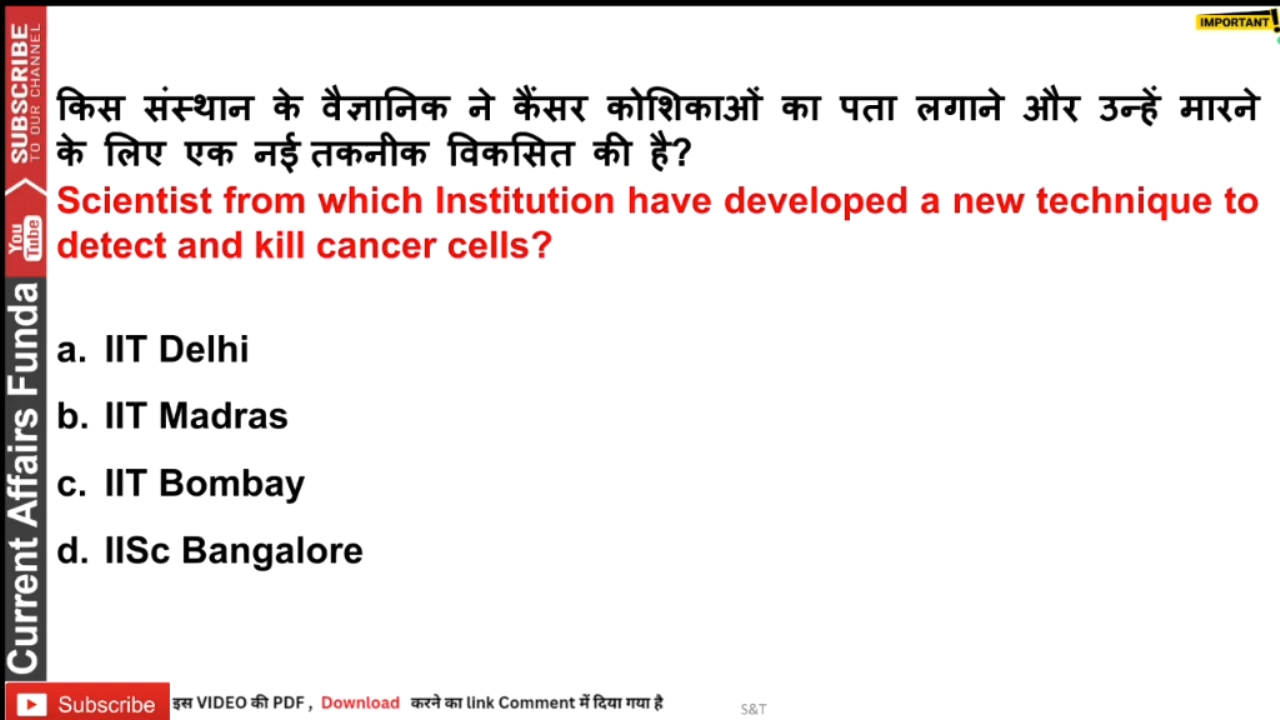 IMPORTANT!
किस संस्थान के वैज्ञानिक ने कैंसर कोशिकाओं का पता लगाने और उन्हें मारने
के लिए एक नई तकनीक विकसित की है?
Scientist from which Institution have developed a new technique to
detect and kill cancer cells?
a. IIT Delhi
b. IIT Madras
c. IIT Bombay
d. IISc Bangalore
SUBSCRIBE
TO OUR CHANNEL
You
Tube
Current Affairs Funda
Subscribe
इस VIDEO की PDF , Download करने का link Comment में दिया गया है
S&T